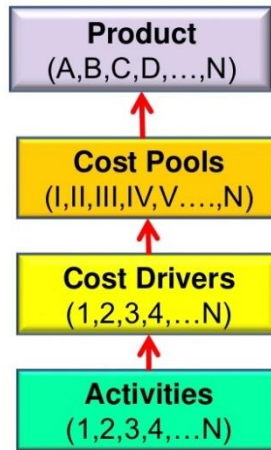 Product
(A,B,C,D,...,N)
Cost Pools
(I,II,III,IV,V....,N)
Cost Drivers
(1,2,3,4,...N)
Activities
(1,2,3,4,...N)